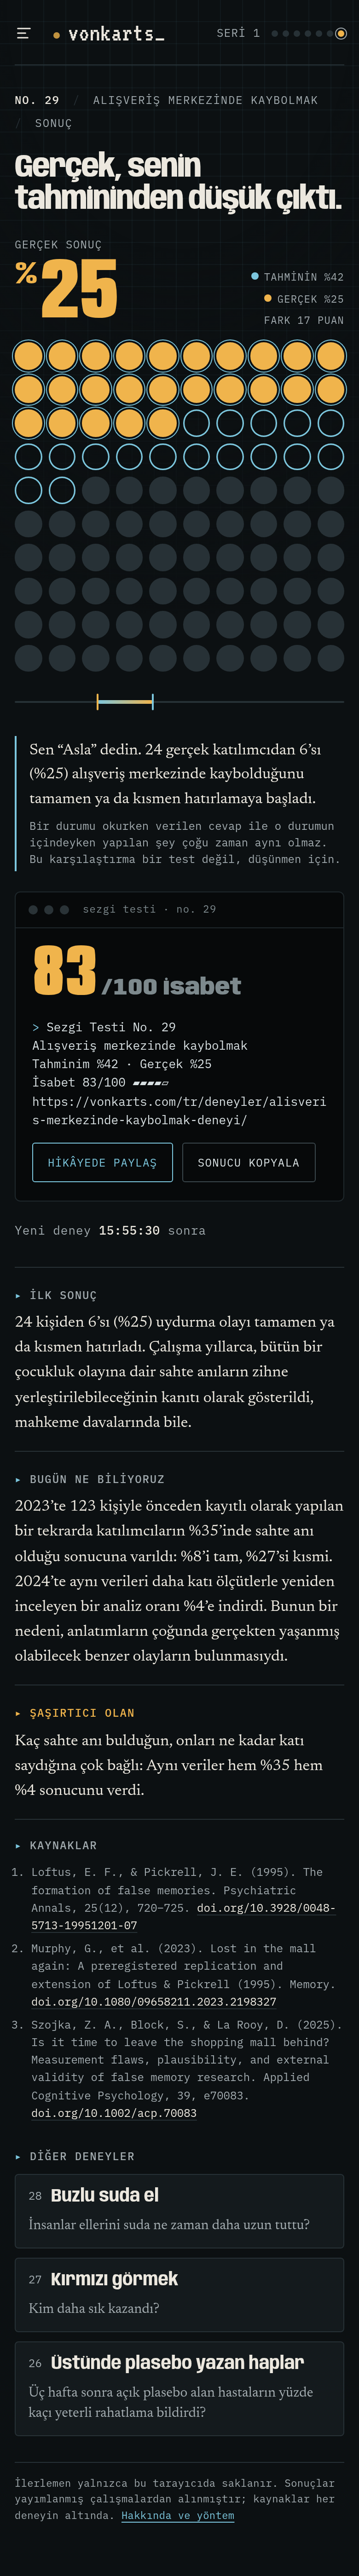 vonkarts_
SERİ 1
NO. 29 / ALIŞVERİŞ MERKEZİNDE KAYBOLMAK
/ SONUÇ
Gerçek, senin
tahmininden düşük çıktı.
GERÇEK SONUÇ
%25
TAHMİNİN %42
GERÇEK %25
FARK 17 PUAN
Sen “Asla” dedin. 24 gerçek katılımcıdan 6’sı
(%25) alışveriş merkezinde kaybolduğunu
tamamen ya da kısmen hatırlamaya başladı.
Bir durumu okurken verilen cevap ile o durumun
içindeyken yapılan şey çoğu zaman aynı olmaz.
Bu karşılaştırma bir test değil, düşünmen için.
sezgi testi · no. 29
83 /100 isabet
> Sezgi Testi No. 29
Alışveriş merkezinde kaybolmak
Tahminim %42 · Gerçek %25
İsabet 83/100 ▰▰▰▰▱
https://vonkarts.com/tr/deneyler/alisveri
s-merkezinde-kaybolmak-deneyi/
HİKÂYEDE PAYLAŞ
SONUCU KOPYALA
Yeni deney 15:55:30 sonra
▸ İLK SONUÇ
24 kişiden 6’sı (%25) uydurma olayı tamamen ya
da kısmen hatırladı. Çalışma yıllarca, bütün bir
çocukluk olayına dair sahte anıların zihne
yerleştirilebileceğinin kanıtı olarak gösterildi,
mahkeme davalarında bile.
▸ BUGÜN NE BİLİYORUZ
2023’te 123 kişiyle önceden kayıtlı olarak yapılan
bir tekrarda katılımcıların %35’inde sahte anı
olduğu sonucuna varıldı: %8’i tam, %27’si kısmi.
2024’te aynı verileri daha katı ölçütlerle yeniden
inceleyen bir analiz oranı %4’e indirdi. Bunun bir
nedeni, anlatımların çoğunda gerçekten yaşanmış
olabilecek benzer olayların bulunmasıydı.
▸ ŞAŞIRTICI OLAN
Kaç sahte anı bulduğun, onları ne kadar katı
saydığına çok bağlı: Aynı veriler hem %35 hem
%4 sonucunu verdi.
▸ KAYNAKLAR
1. Loftus, E. F., & Pickrell, J. E. (1995). The
formation of false memories. Psychiatric
Annals, 25(12), 720–725. doi.org/10.3928/0048-
5713-19951201-07
2. Murphy, G., et al. (2023). Lost in the mall
again: A preregistered replication and
extension of Loftus & Pickrell (1995). Memory.
doi.org/10.1080/09658211.2023.2198327
3. Szojka, Z. A., Block, S., & La Rooy, D. (2025).
Is it time to leave the shopping mall behind?
Measurement flaws, plausibility, and external
validity of false memory research. Applied
Cognitive Psychology, 39, e70083.
doi.org/10.1002/acp.70083
▸ DİĞER DENEYLER
28 Buzlu suda el
İnsanlar ellerini suda ne zaman daha uzun tuttu?
27 Kırmızı görmek
Kim daha sık kazandı?
26 Üstünde plasebo yazan haplar
Üç hafta sonra açık plasebo alan hastaların yüzde
kaçı yeterli rahatlama bildirdi?
İlerlemen yalnızca bu tarayıcıda saklanır. Sonuçlar
yayımlanmış çalışmalardan alınmıştır; kaynaklar her
deneyin altında. Hakkında ve yöntem